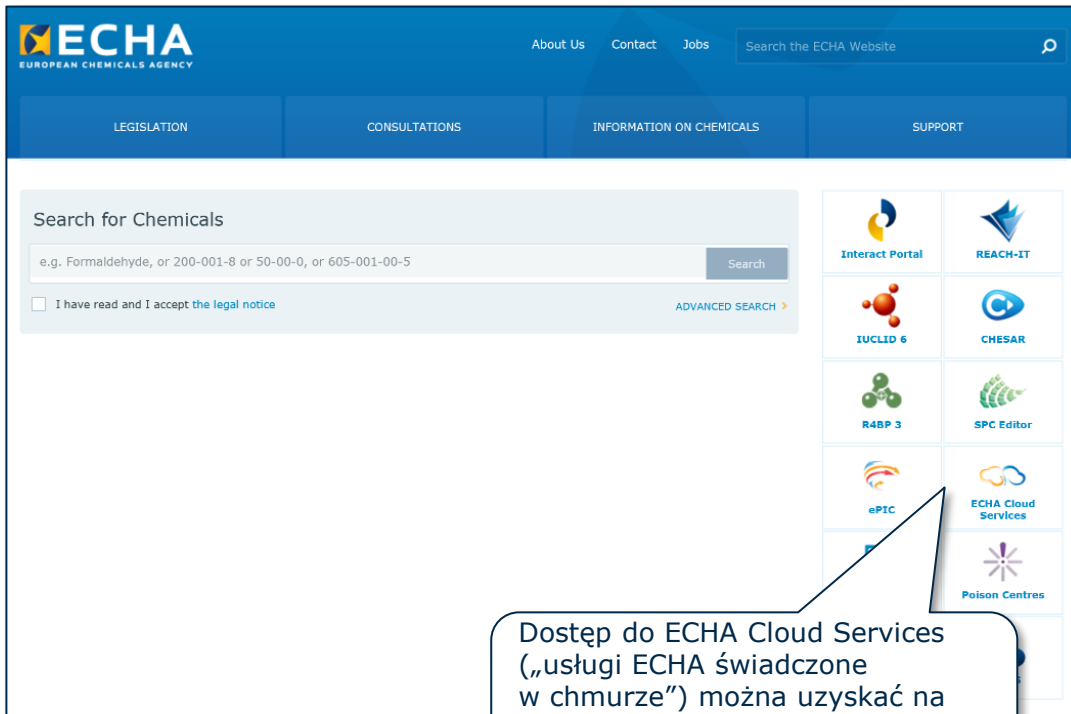 ECHA
EUROPEAN CHEMICALS AGENCY
About Us Contact Jobs Search the ECHA Website
LEGISLATION CONSULTATIONS INFORMATION ON CHEMICALS SUPPORT
Search for Chemicals
e.g. Formaldehyde, or 200-001-8 or 50-00-0, or 605-001-00-5 Search
I have read and I accept the legal notice ADVANCED SEARCH >
Interact Portal REACH-IT
IUCLID 6 CHESAR
R4BP 3 SPC Editor
ePIC ECHA Cloud
Services
Poison Centres
Dostęp do ECHA Cloud Services
(„usługi ECHA świadczone
w chmurze”) można uzyskać na